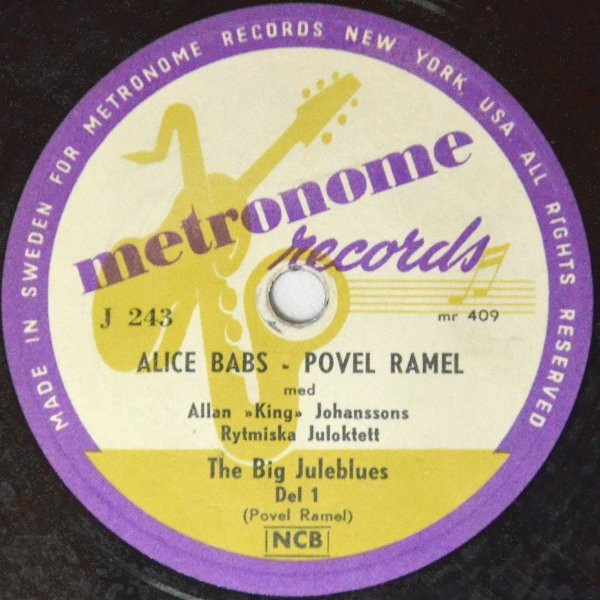 MADE IN SWEDEN FOR METRONOME RECORDS NEW YORK USA ALL RIGHTS RESERVED
metronome
records
J 243
mr 409
ALICE BABS - POVEL RAMEL
med
Allan »King» Johanssons
Rytmiska Juloktett
The Big Juleblues
Del 1
(Povel Ramel)
NCB